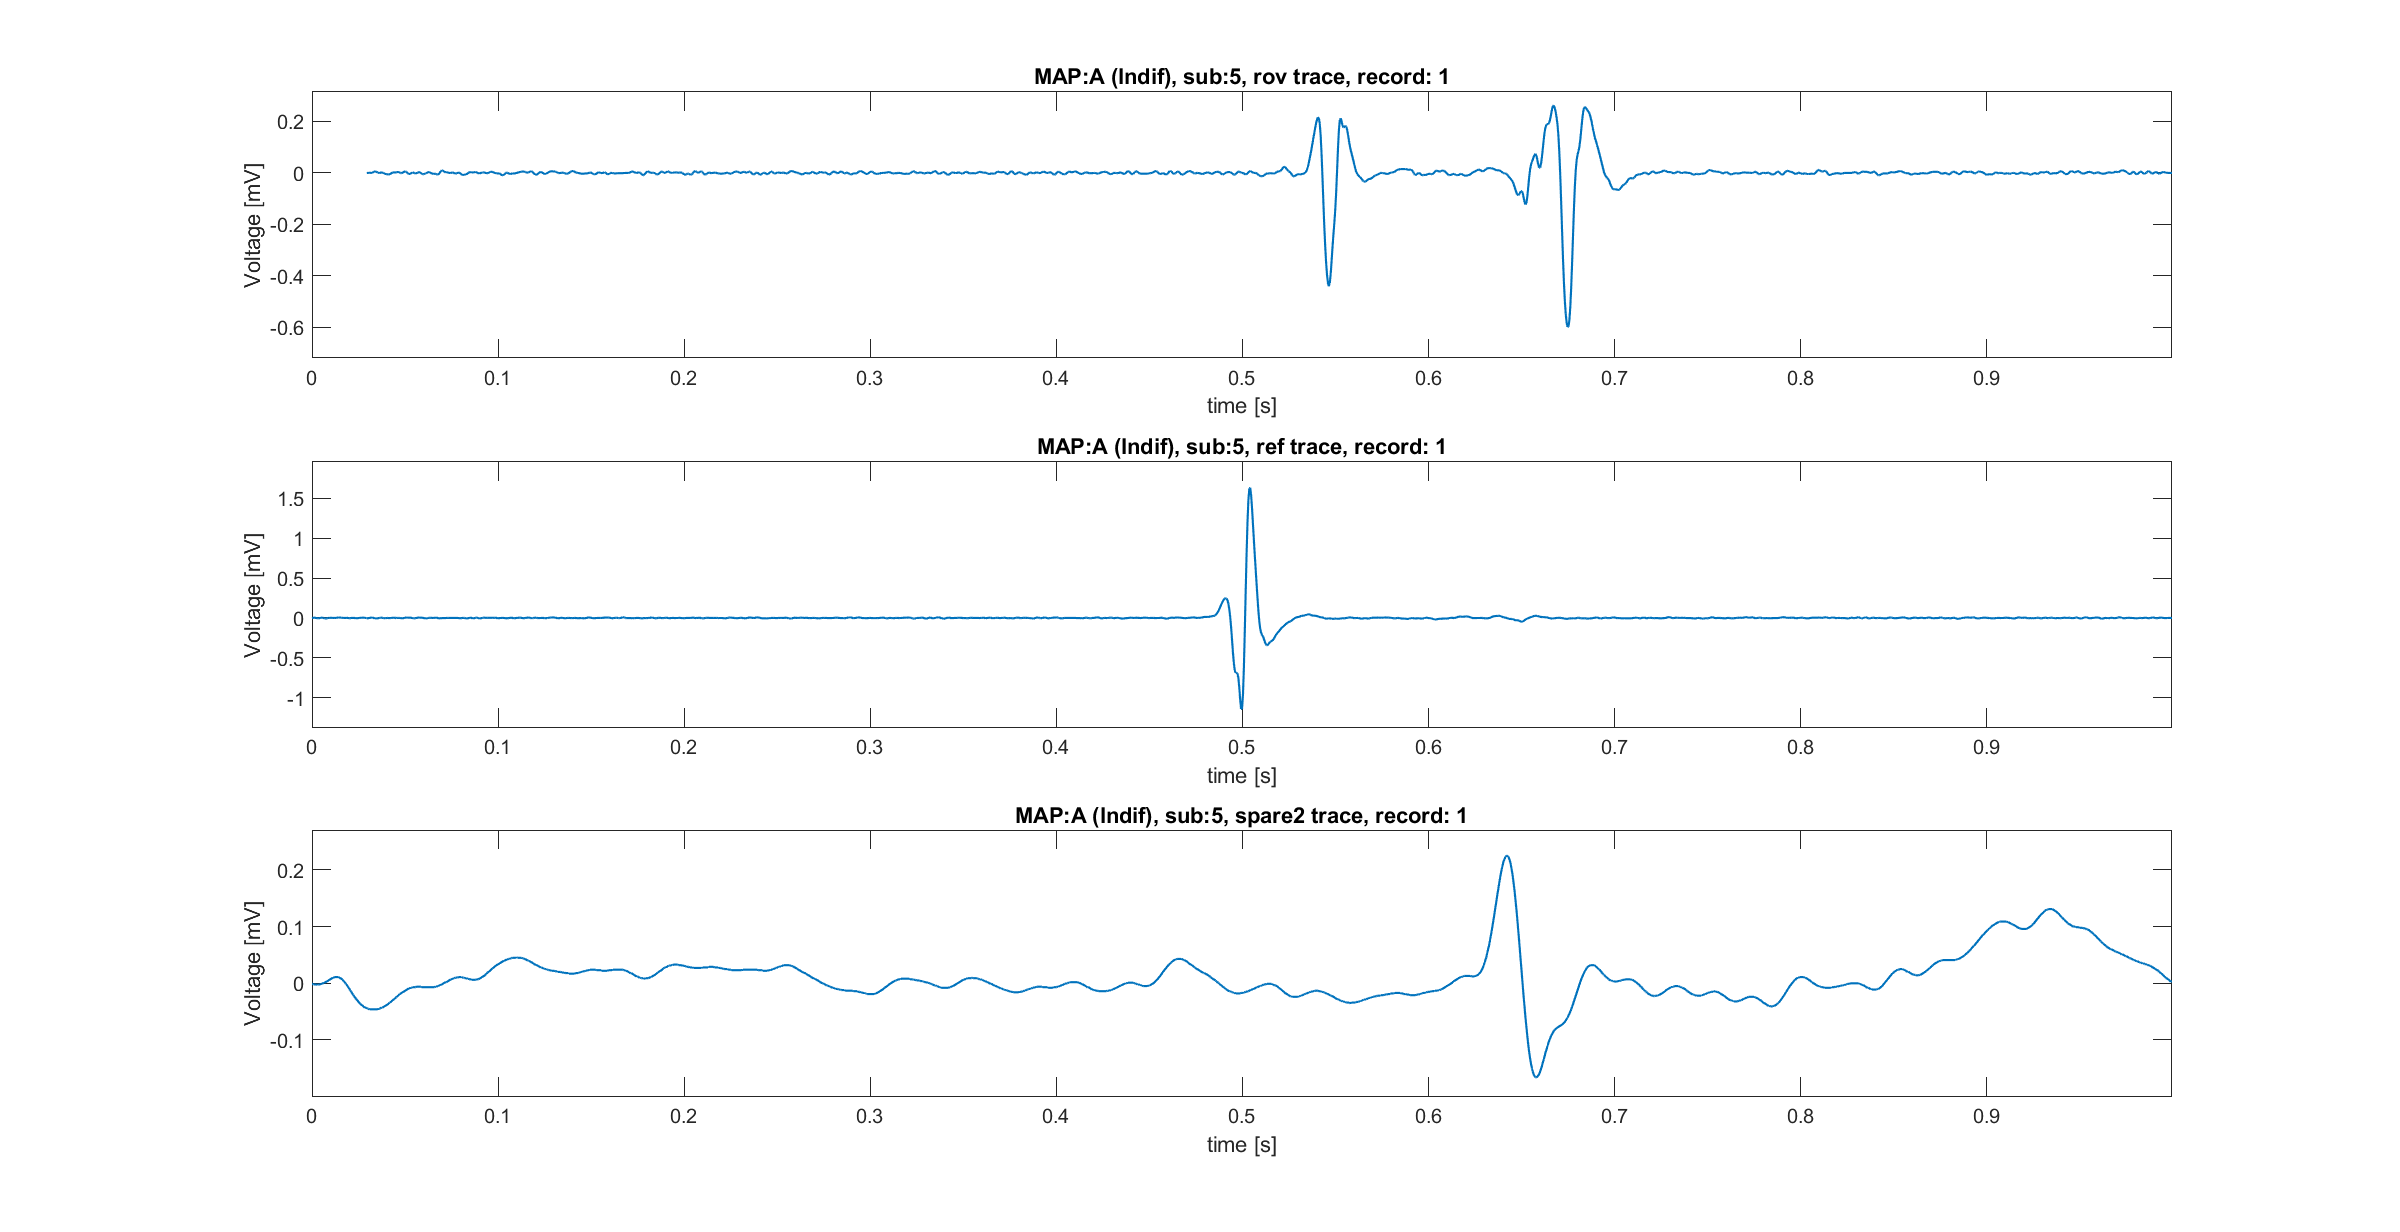 MAP:A (Indif), sub:5, rov trace, record: 1
Voltage [mV]
0.2
0
-0.2
-0.4
-0.6
0 0.1 0.2 0.3 0.4 0.5 0.6 0.7 0.8 0.9
time [s]
MAP:A (Indif), sub:5, ref trace, record: 1
Voltage [mV]
1.5
1
0.5
0
-0.5
-1
0 0.1 0.2 0.3 0.4 0.5 0.6 0.7 0.8 0.9
time [s]
MAP:A (Indif), sub:5, spare2 trace, record: 1
Voltage [mV]
0.2
0.1
0
-0.1
0 0.1 0.2 0.3 0.4 0.5 0.6 0.7 0.8 0.9
time [s]